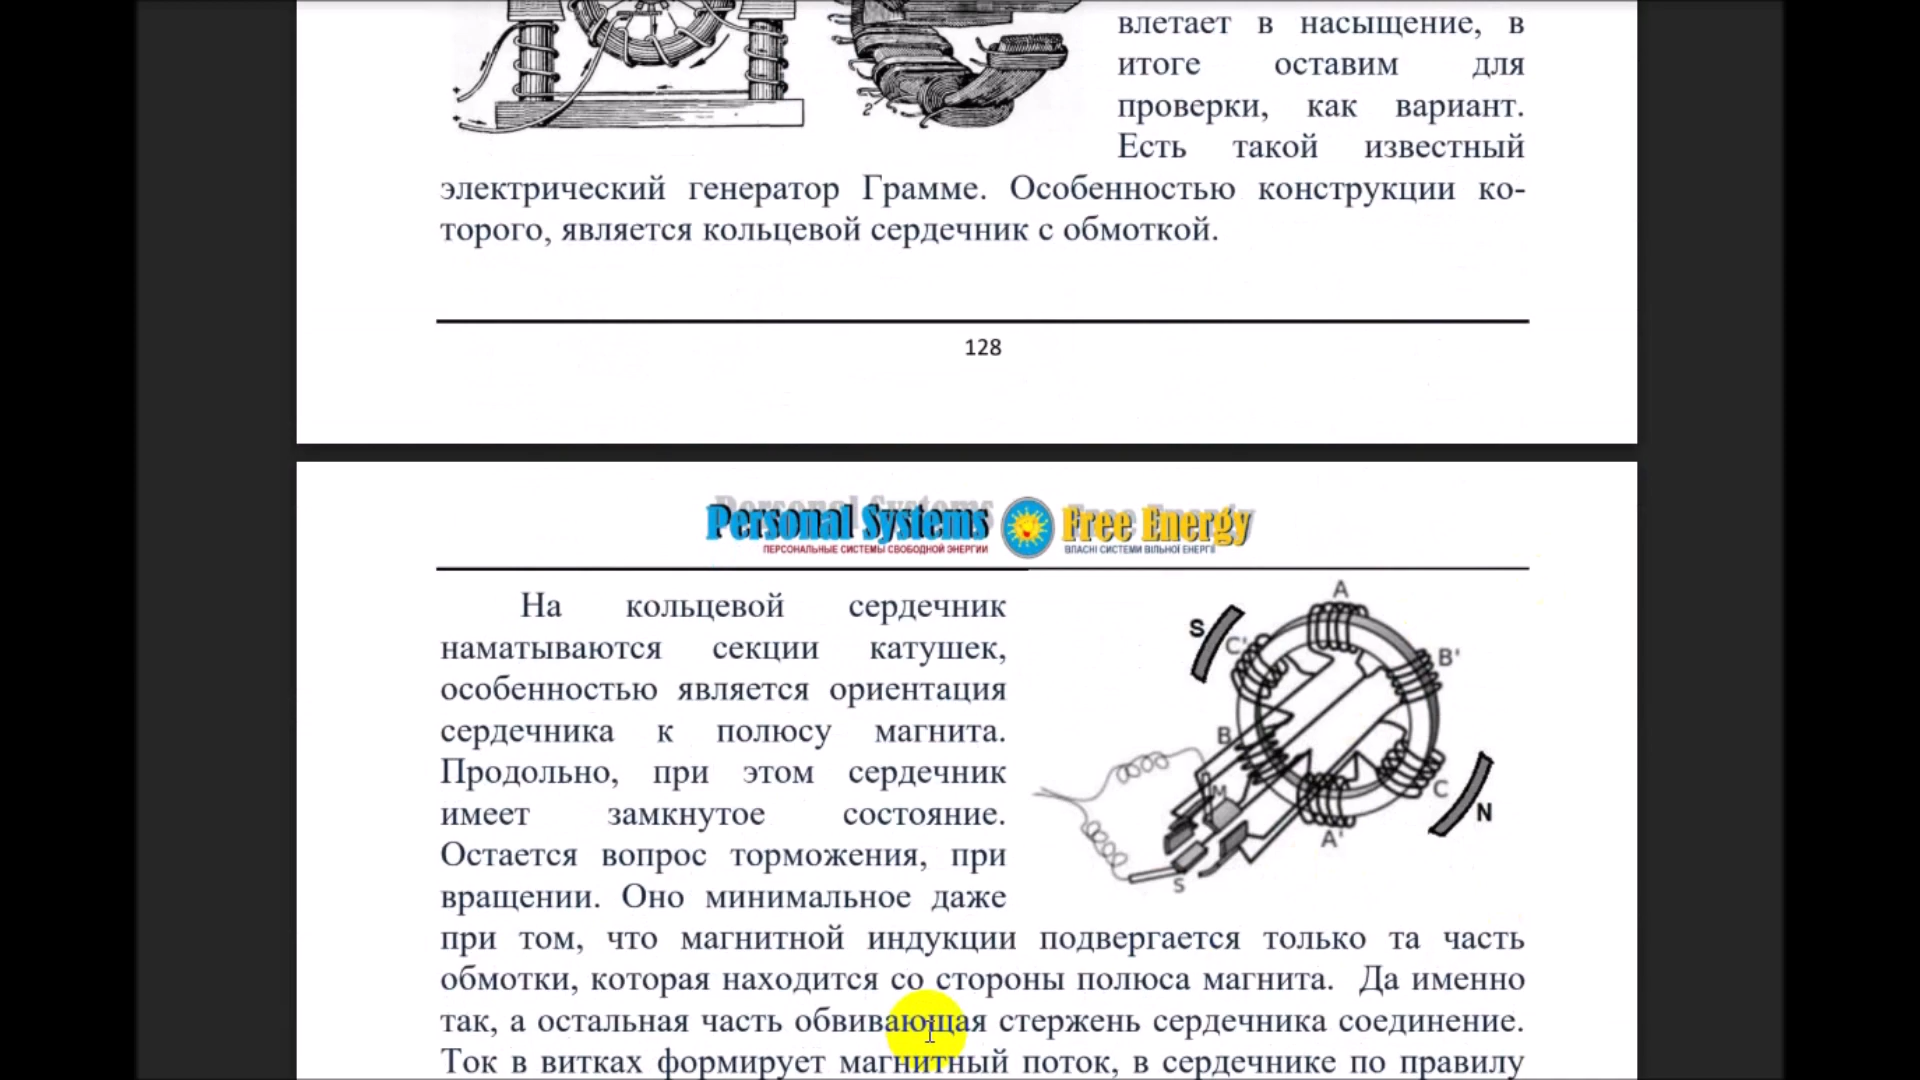 влетает в насыщение, в
итоге оставим для
проверки, как вариант.
Есть такой известный
2
электрический генератор Грамме. Особенностью конструкции ко-
торого, является кольцевой сердечник с обмоткой.
128
Personal Systems Free Energy
ПЕРСОНАЛЬНЫЕ СИСТЕМЫ СВОБОДНОЙ ЭНЕРГИИ ВЛАСНІ СИСТЕМИ ВІЛЬНОЇ ЕНЕРГІЇ
На кольцевой сердечник
наматываются секции катушек,
особенностью является ориентация
сердечника к полюсу магнита.
Продольно, при этом сердечник
имеет замкнутое состояние.
Остается вопрос торможения, при
вращении. Оно минимальное даже
A
S
C'
B'
B
M
C
N
A'
S
при том, что магнитной индукции подвергается только та часть
обмотки, которая находится со стороны полюса магнита. Да именно
так, а остальная часть обвивающая стержень сердечника соединение.
Ток в витках формирует магнитный поток, в сердечнике по правилу